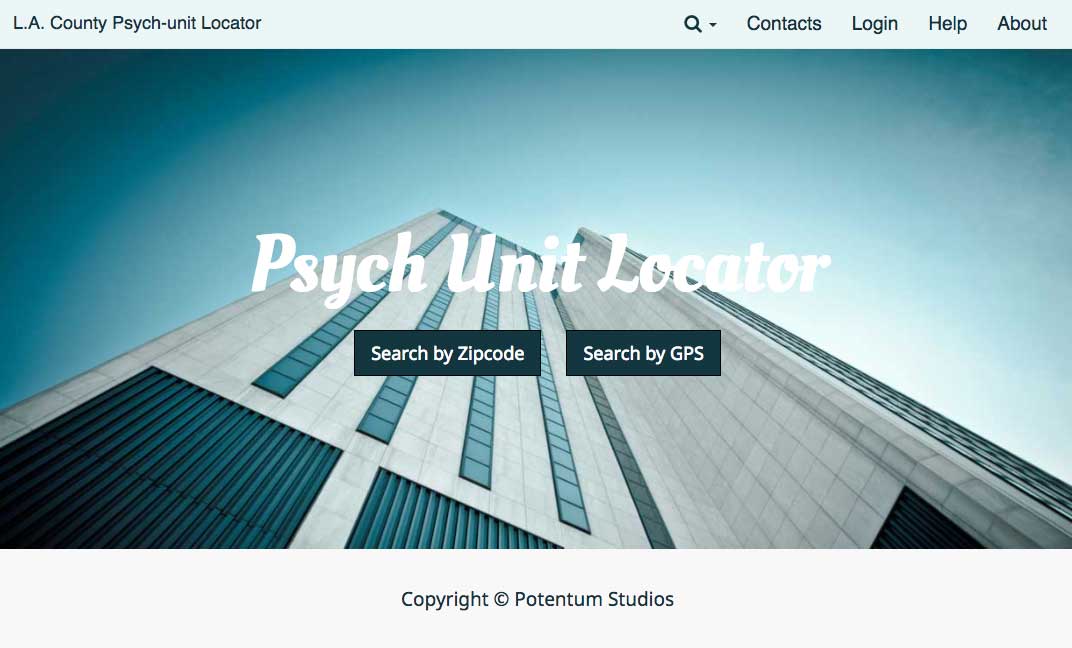 L.A. County Psych-unit Locator
Contacts Login Help About
Psych Unit Locator
Search by Zipcode Search by GPS
Copyright © Potentum Studios